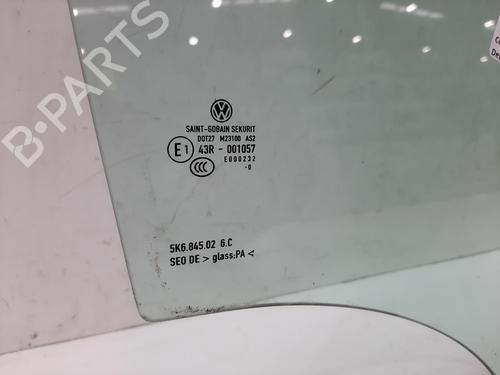 B-PARTS
SAINT-GOBAIN SEKURIT
DOT27 M23100 AS2
E1 43R - 001057
E000232
·0
CCC
5K6.845.02 6.C
SEO DE >glass;PA<